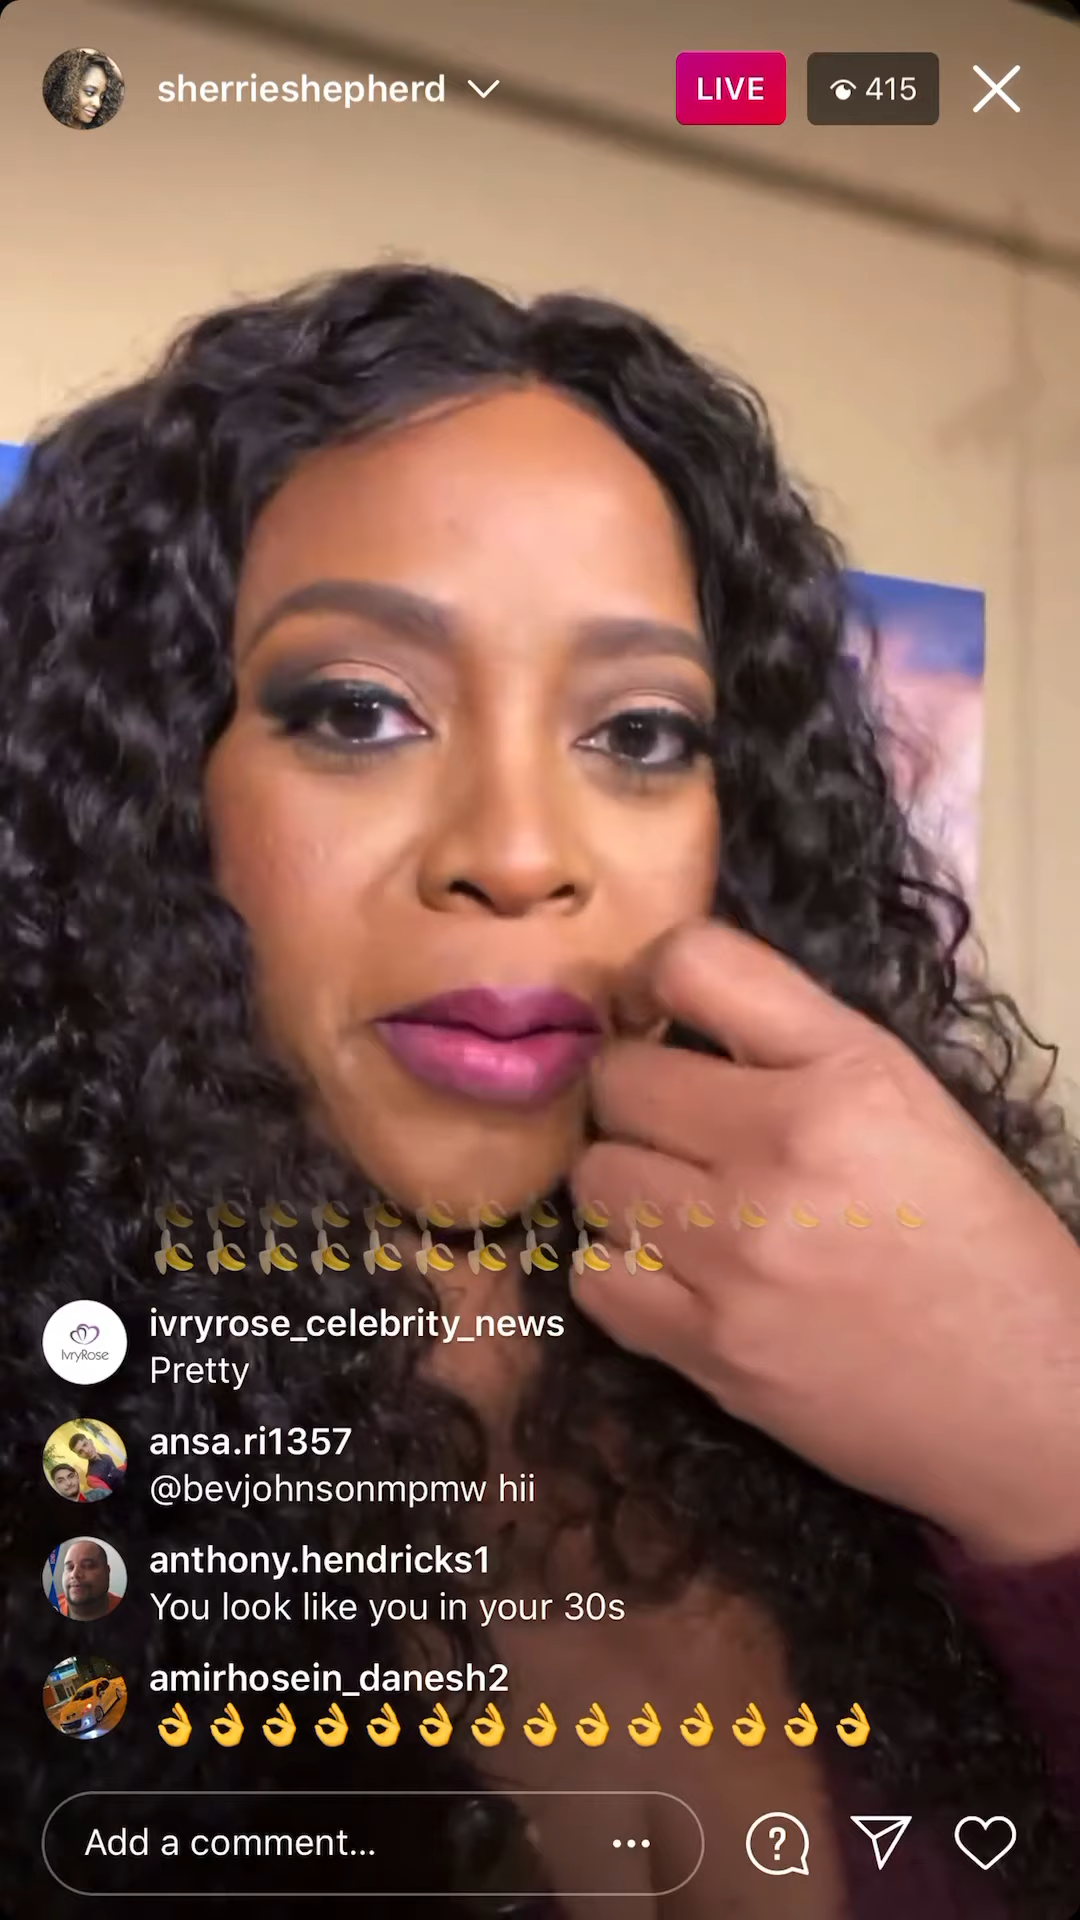 sherrieshepherd
LIVE
415
ivryrose_celebrity_news
IvryRose
Pretty
ansa.ri1357
@bevjohnsonmpmw hii
anthony.hendricks1
You look like you in your 30s
amirhosein_danesh2
👌👌👌👌👌👌👌👌👌👌👌👌👌👌
Add a comment...